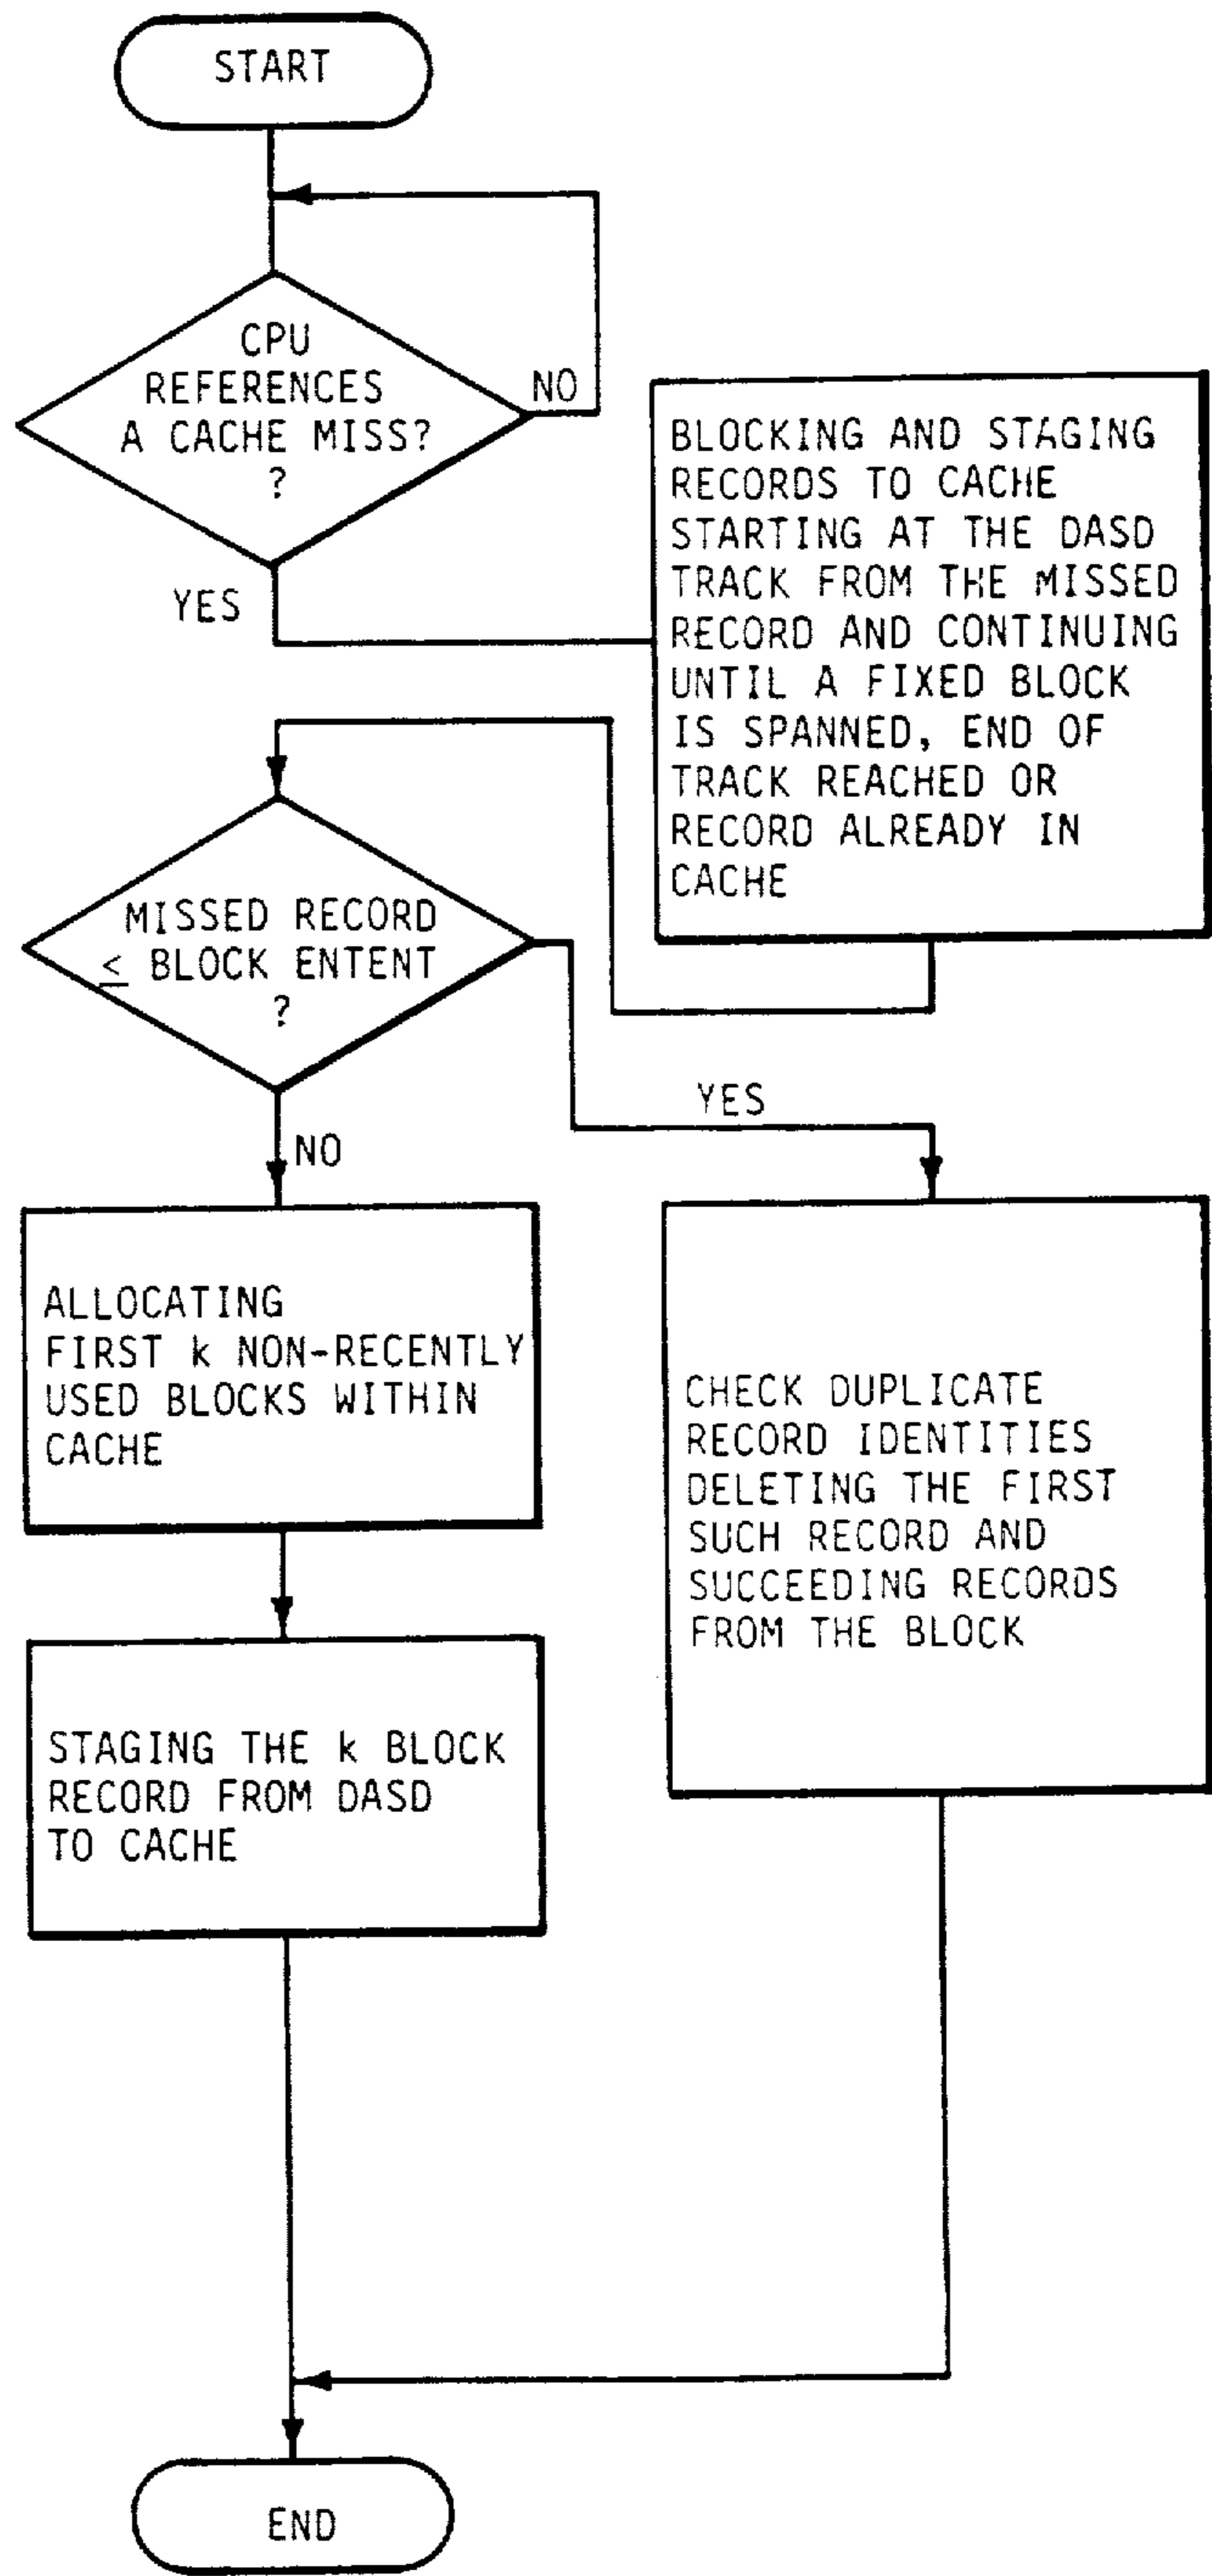 START
CPU
REFERENCES
A CACHE MISS?
?
NO
YES
BLOCKING AND STAGING
RECORDS TO CACHE
STARTING AT THE DASD
TRACK FROM THE MISSED
RECORD AND CONTINUING
UNTIL A FIXED BLOCK
IS SPANNED, END OF
TRACK REACHED OR
RECORD ALREADY IN
CACHE
MISSED RECORD
≤ BLOCK ENTENT
?
YES
NO
ALLOCATING
FIRST k NON-RECENTLY
USED BLOCKS WITHIN
CACHE
CHECK DUPLICATE
RECORD IDENTITIES
DELETING THE FIRST
SUCH RECORD AND
SUCCEEDING RECORDS
FROM THE BLOCK
STAGING THE k BLOCK
RECORD FROM DASD
TO CACHE
END